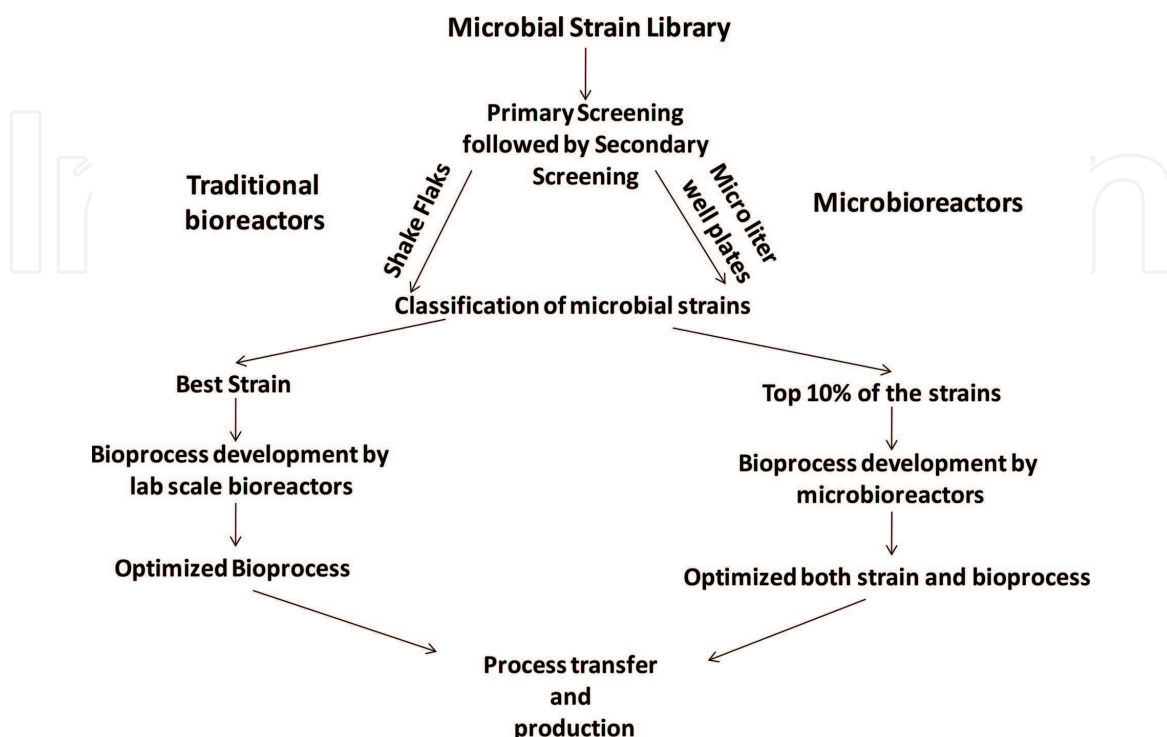 Microbial Strain Library
Primary Screening
followed by Secondary
Screening
Traditional
bioreactors
Shake Flaks
Micro liter
well plates
Microbioreactors
Classification of microbial strains
Best Strain
Top 10% of the strains
Bioprocess development by
lab scale bioreactors
Bioprocess development by
microbioreactors
Optimized Bioprocess
Optimized both strain and bioprocess
Process transfer
and
production